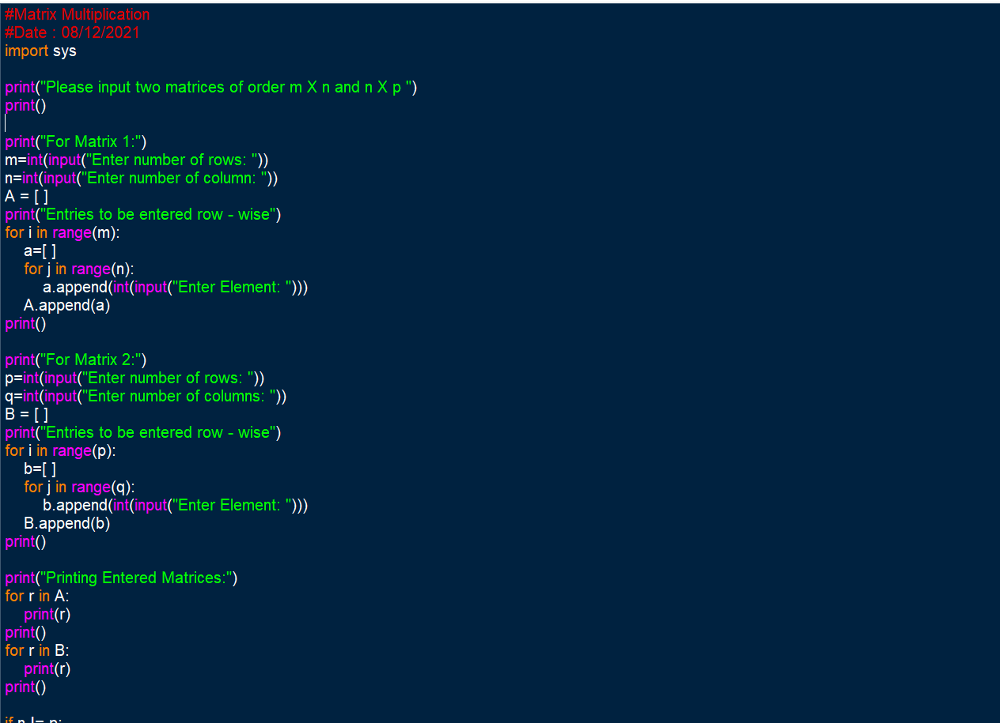 #Matrix Multiplication
#Date : 08/12/2021
import sys

print("Please input two matrices of order m X n and n X p ")
print()

print("For Matrix 1:")
m=int(input("Enter number of rows: "))
n=int(input("Enter number of column: "))
A = [ ]
print("Entries to be entered row - wise")
for i in range(m):
    a=[ ]
    for j in range(n):
        a.append(int(input("Enter Element: ")))
    A.append(a)
print()

print("For Matrix 2:")
p=int(input("Enter number of rows: "))
q=int(input("Enter number of columns: "))
B = [ ]
print("Entries to be entered row - wise")
for i in range(p):
    b=[ ]
    for j in range(q):
        b.append(int(input("Enter Element: ")))
    B.append(b)
print()

print("Printing Entered Matrices:")
for r in A:
    print(r)
print()
for r in B:
    print(r)
print()

if n != p: